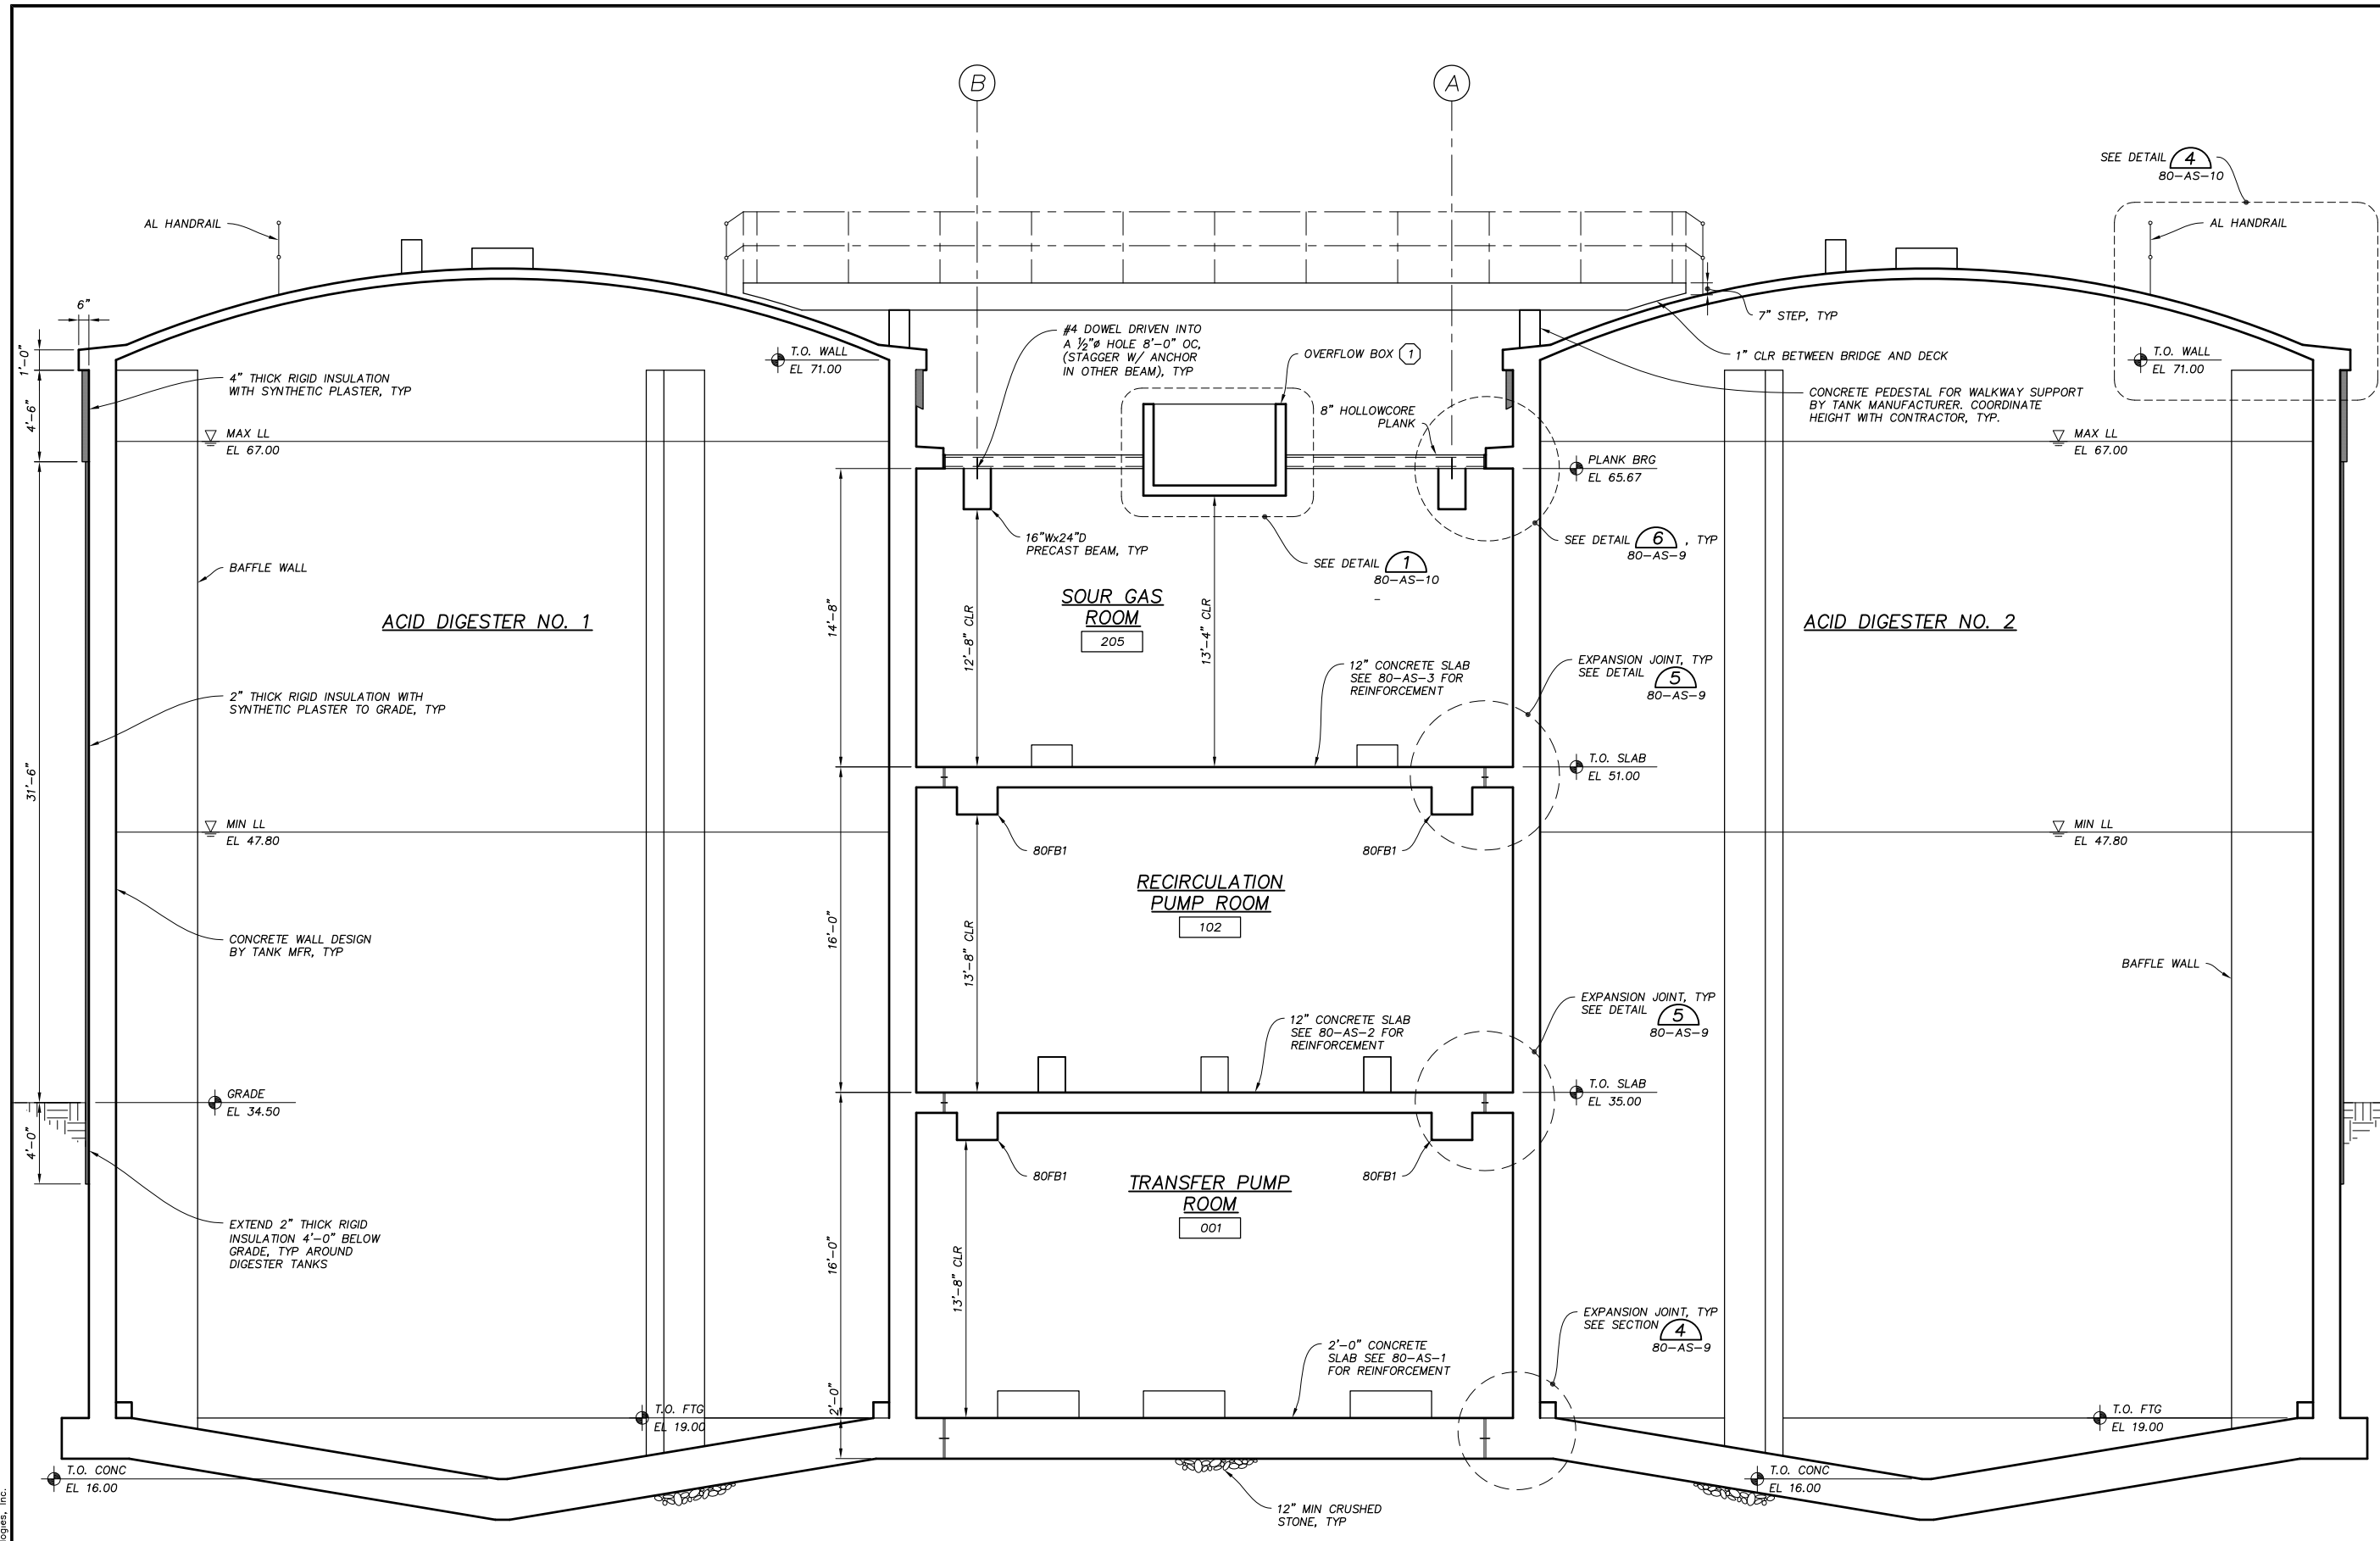 B
A
SEE DETAIL 4
80-AS-10
AL HANDRAIL
AL HANDRAIL
6"
1'-0"
4'-6"
31'-6"
4'-0"
7" STEP, TYP
1" CLR BETWEEN BRIDGE AND DECK
#4 DOWEL DRIVEN INTO
A ½"ø HOLE 8'-0" OC,
(STAGGER W/ ANCHOR
IN OTHER BEAM), TYP
OVERFLOW BOX 1
T.O. WALL
EL 71.00
T.O. WALL
EL 71.00
4" THICK RIGID INSULATION
WITH SYNTHETIC PLASTER, TYP
CONCRETE PEDESTAL FOR WALKWAY SUPPORT
BY TANK MANUFACTURER. COORDINATE
HEIGHT WITH CONTRACTOR, TYP.
8" HOLLOWCORE
PLANK
MAX LL
EL 67.00
MAX LL
EL 67.00
PLANK BRG
EL 65.67
16"Wx24"D
PRECAST BEAM, TYP
SEE DETAIL 6 , TYP
80-AS-9
SEE DETAIL 1
80-AS-10
BAFFLE WALL
SOUR GAS
ROOM
205
ACID DIGESTER NO. 1
ACID DIGESTER NO. 2
14'-8"
12'-8" CLR
13'-4" CLR
12" CONCRETE SLAB
SEE 80-AS-3 FOR
REINFORCEMENT
EXPANSION JOINT, TYP
SEE DETAIL 5
80-AS-9
2" THICK RIGID INSULATION WITH
SYNTHETIC PLASTER TO GRADE, TYP
T.O. SLAB
EL 51.00
MIN LL
EL 47.80
MIN LL
EL 47.80
80FB1
80FB1
RECIRCULATION
PUMP ROOM
102
16'-0"
13'-8" CLR
CONCRETE WALL DESIGN
BY TANK MFR, TYP
BAFFLE WALL
12" CONCRETE SLAB
SEE 80-AS-2 FOR
REINFORCEMENT
EXPANSION JOINT, TYP
SEE DETAIL 5
80-AS-9
GRADE
EL 34.50
T.O. SLAB
EL 35.00
80FB1
80FB1
TRANSFER PUMP
ROOM
001
EXTEND 2" THICK RIGID
INSULATION 4'-0" BELOW
GRADE, TYP AROUND
DIGESTER TANKS
16'-0"
13'-8" CLR
2'-0"
EXPANSION JOINT, TYP
SEE SECTION 4
80-AS-9
2'-0" CONCRETE
SLAB SEE 80-AS-1
FOR REINFORCEMENT
T.O. FTG
EL 19.00
T.O. FTG
EL 19.00
T.O. CONC
EL 16.00
T.O. CONC
EL 16.00
12" MIN CRUSHED
STONE, TYP
Inc.